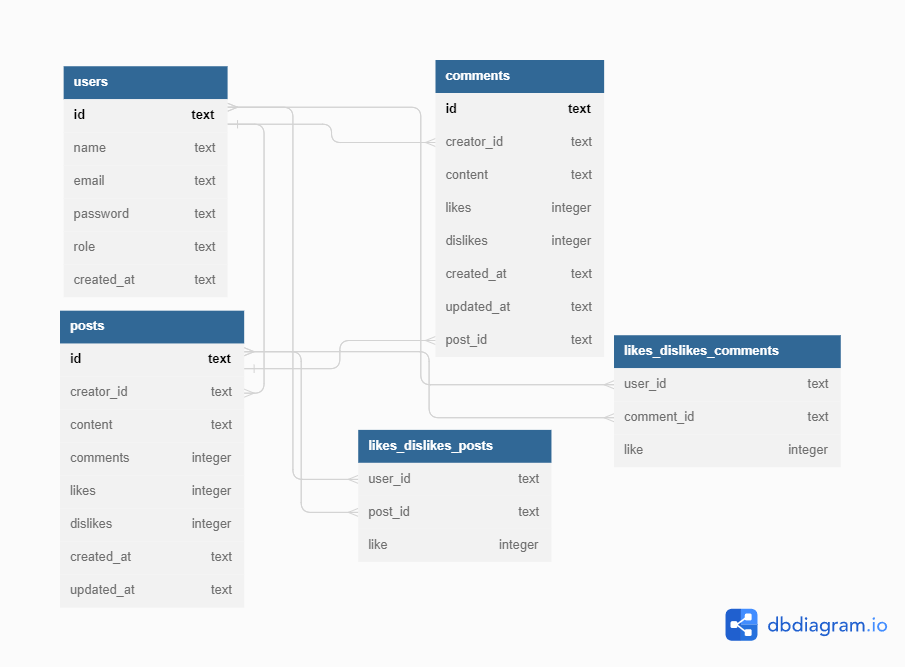 users
id text
name text
email text
password text
role text
created_at text
posts
id text
creator_id text
content text
comments integer
likes integer
dislikes integer
created_at text
updated_at text
comments
id text
creator_id text
content text
likes integer
dislikes integer
created_at text
updated_at text
post_id text
likes_dislikes_posts
user_id text
post_id text
like integer
likes_dislikes_comments
user_id text
comment_id text
like integer
dbdiagram.io